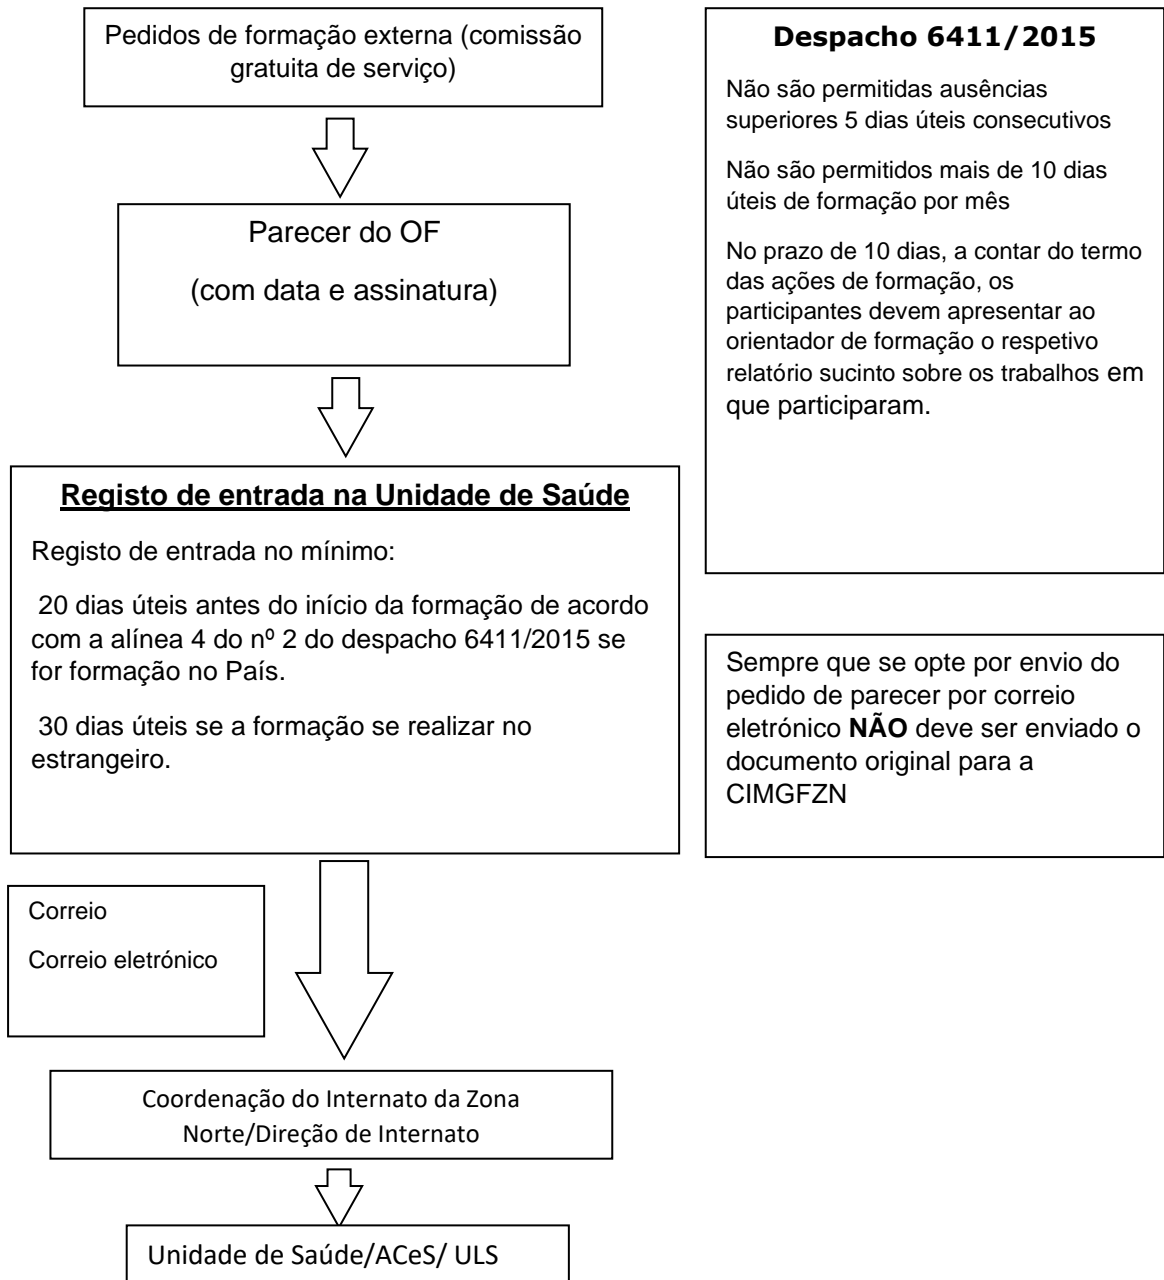 Pedidos de formação externa (comissão
gratuita de serviço)
Parecer do OF
(com data e assinatura)
Registo de entrada na Unidade de Saúde
Registo de entrada no mínimo:
20 dias úteis antes do início da formação de acordo
com a alínea 4 do nº 2 do despacho 6411/2015 se
for formação no País.
30 dias úteis se a formação se realizar no
estrangeiro.
Correio
Correio eletrónico
Coordenação do Internato da Zona
Norte/Direção de Internato
Unidade de Saúde/ACeS/ ULS
Despacho 6411/2015
Não são permitidas ausências
superiores 5 dias úteis consecutivos
Não são permitidos mais de 10 dias
úteis de formação por mês
No prazo de 10 dias, a contar do termo
das ações de formação, os
participantes devem apresentar ao
orientador de formação o respetivo
relatório sucinto sobre os trabalhos em
que participaram.
Sempre que se opte por envio do
pedido de parecer por correio
eletrónico NÃO deve ser enviado o
documento original para a
CIMGFZN